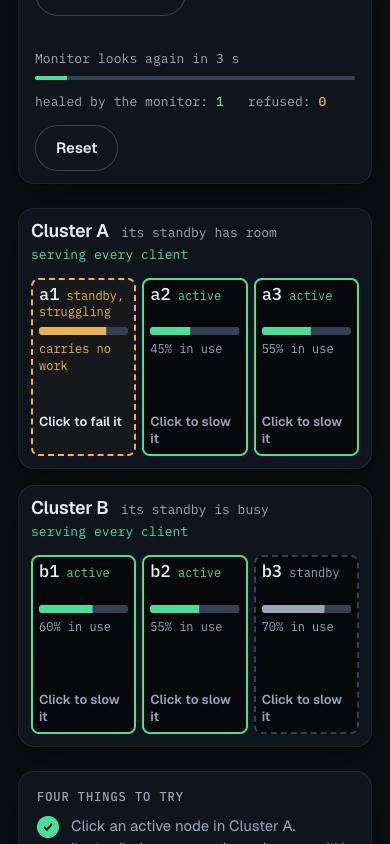 Monitor looks again in 3 s
healed by the monitor: 1 refused: 0
Reset
Cluster A its standby has room
serving every client
a1 standby,
struggling
carries no
work
Click to fail it
a2 active
45% in use
Click to slow
it
a3 active
55% in use
Click to slow
it
Cluster B its standby is busy
serving every client
b1 active
60% in use
Click to slow
it
b2 active
55% in use
Click to slow
it
b3 standby
70% in use
Click to slow
it
FOUR THINGS TO TRY
Click an active node in Cluster A.